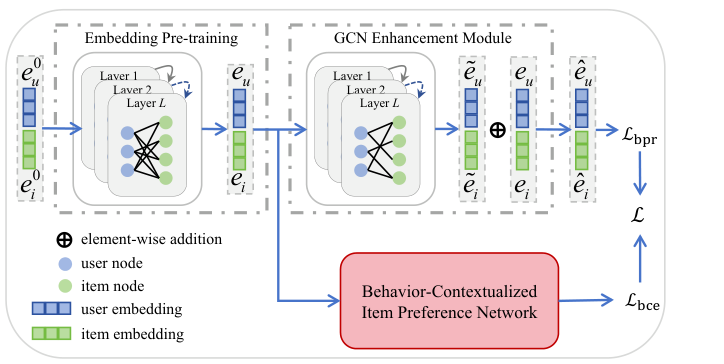 Embedding Pre-training
GCN Enhancement Module
e_u^0
e_i^0
Layer 1
Layer 2
Layer L
e_u
e_i
Layer 1
Layer 2
Layer L
ẽ_u
ẽ_i
⊕
e_u
e_i
ê_u
ê_i
ℒ_bpr
ℒ
ℒ_bce
⊕ element-wise addition
user node
item node
user embedding
item embedding
Behavior-Contextualized
Item Preference Network